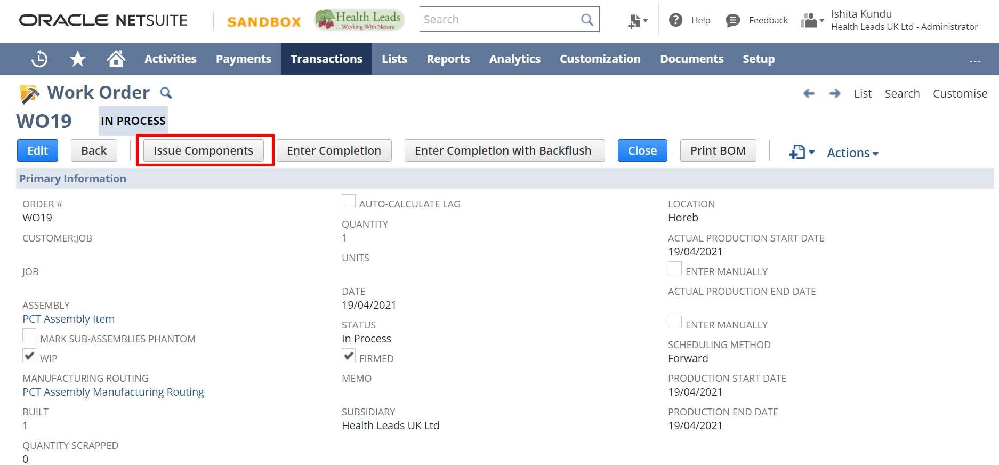 ORACLE NETSUITE
SANDBOX
Health Leads
...Working With Nature
Search
Help
Feedback
Ishita Kundu
Health Leads UK Ltd - Administrator
Activities
Payments
Transactions
Lists
Reports
Analytics
Customization
Documents
Setup
...
Work Order
List
Search
Customise
WO19
IN PROCESS
Edit
Back
Issue Components
Enter Completion
Enter Completion with Backflush
Close
Print BOM
Actions
Primary Information
ORDER #
WO19
CUSTOMER:JOB
JOB
ASSEMBLY
PCT Assembly Item
MARK SUB-ASSEMBLIES PHANTOM
WIP
MANUFACTURING ROUTING
PCT Assembly Manufacturing Routing
BUILT
1
QUANTITY SCRAPPED
0
AUTO-CALCULATE LAG
QUANTITY
1
UNITS
DATE
19/04/2021
STATUS
In Process
FIRMED
MEMO
SUBSIDIARY
Health Leads UK Ltd
LOCATION
Horeb
ACTUAL PRODUCTION START DATE
19/04/2021
ENTER MANUALLY
ACTUAL PRODUCTION END DATE
ENTER MANUALLY
SCHEDULING METHOD
Forward
PRODUCTION START DATE
19/04/2021
PRODUCTION END DATE
19/04/2021